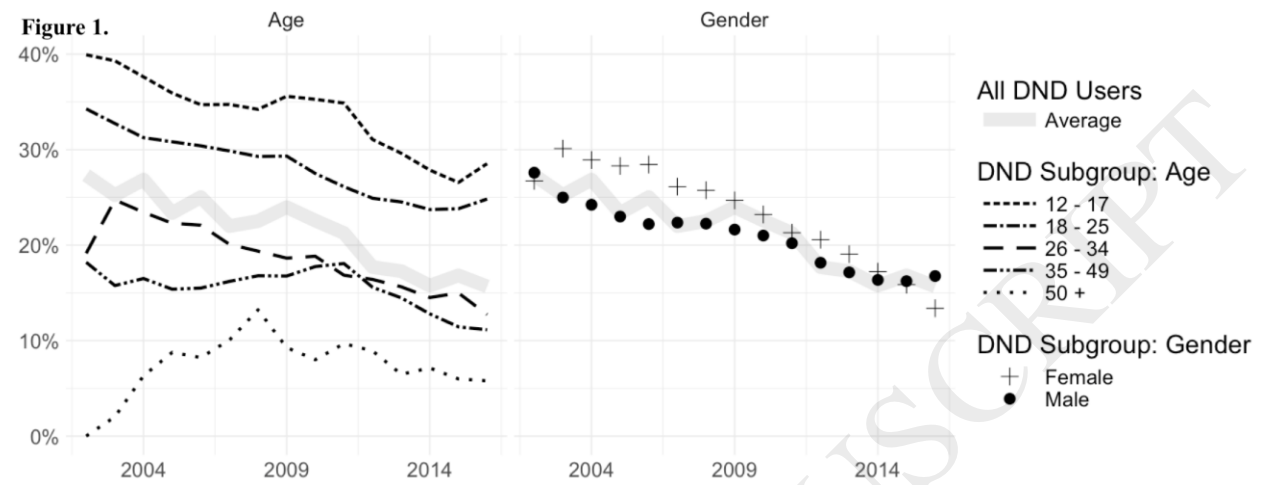 Figure 1.
Age
Gender
40%
30%
20%
10%
0%
2004 2009 2014
2004 2009 2014
All DND Users
Average
DND Subgroup: Age
12 - 17
18 - 25
26 - 34
35 - 49
50 +
DND Subgroup: Gender
Female
Male
USCRIPT